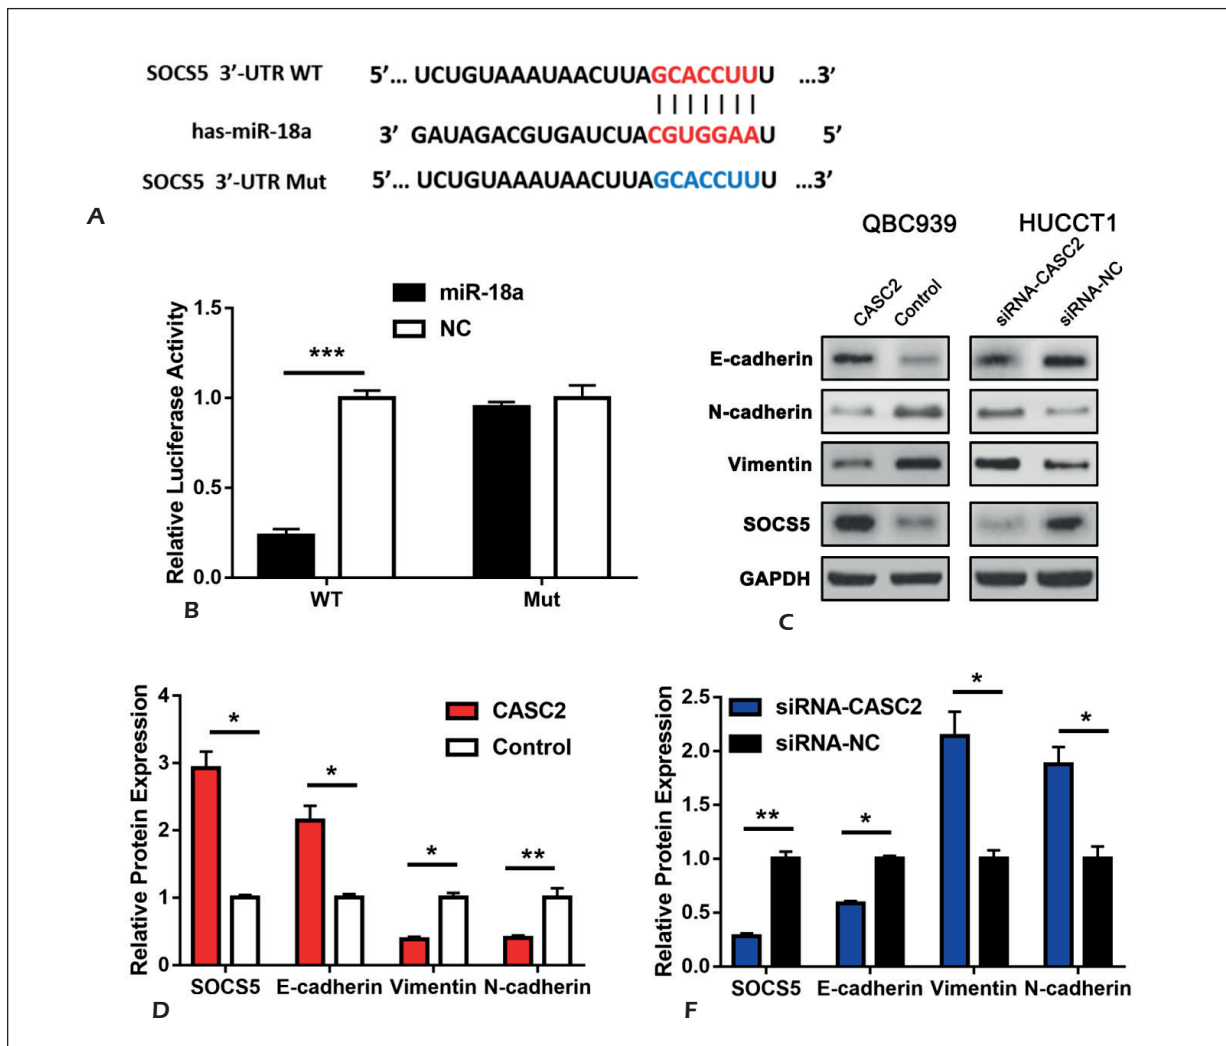 SOCS5 3'-UTR WT 5'... UCUGUAAAUAACUUAGCACCUUU ...3'
has-miR-18a 3' GAUAGACGUGAUCUACGUGGAAU 5'
SOCS5 3'-UTR Mut 5'... UCUGUAAAUAACUUAGCACCUUU ...3'
A
QBC939 HUCCT1
CASC2 Control siRNA-CASC2 siRNA-NC
E-cadherin
N-cadherin
Vimentin
SOCS5
GAPDH
C
miR-18a
NC
Relative Luciferase Activity
1.5
1.0
0.5
0.0
***
WT Mut
B
CASC2
Control
Relative Protein Expression
4
3
2
1
0
* * * **
SOCS5 E-cadherin Vimentin N-cadherin
D
siRNA-CASC2
siRNA-NC
Relative Protein Expression
2.5
2.0
1.5
1.0
0.5
0.0
** * * *
SOCS5 E-cadherin Vimentin N-cadherin
F